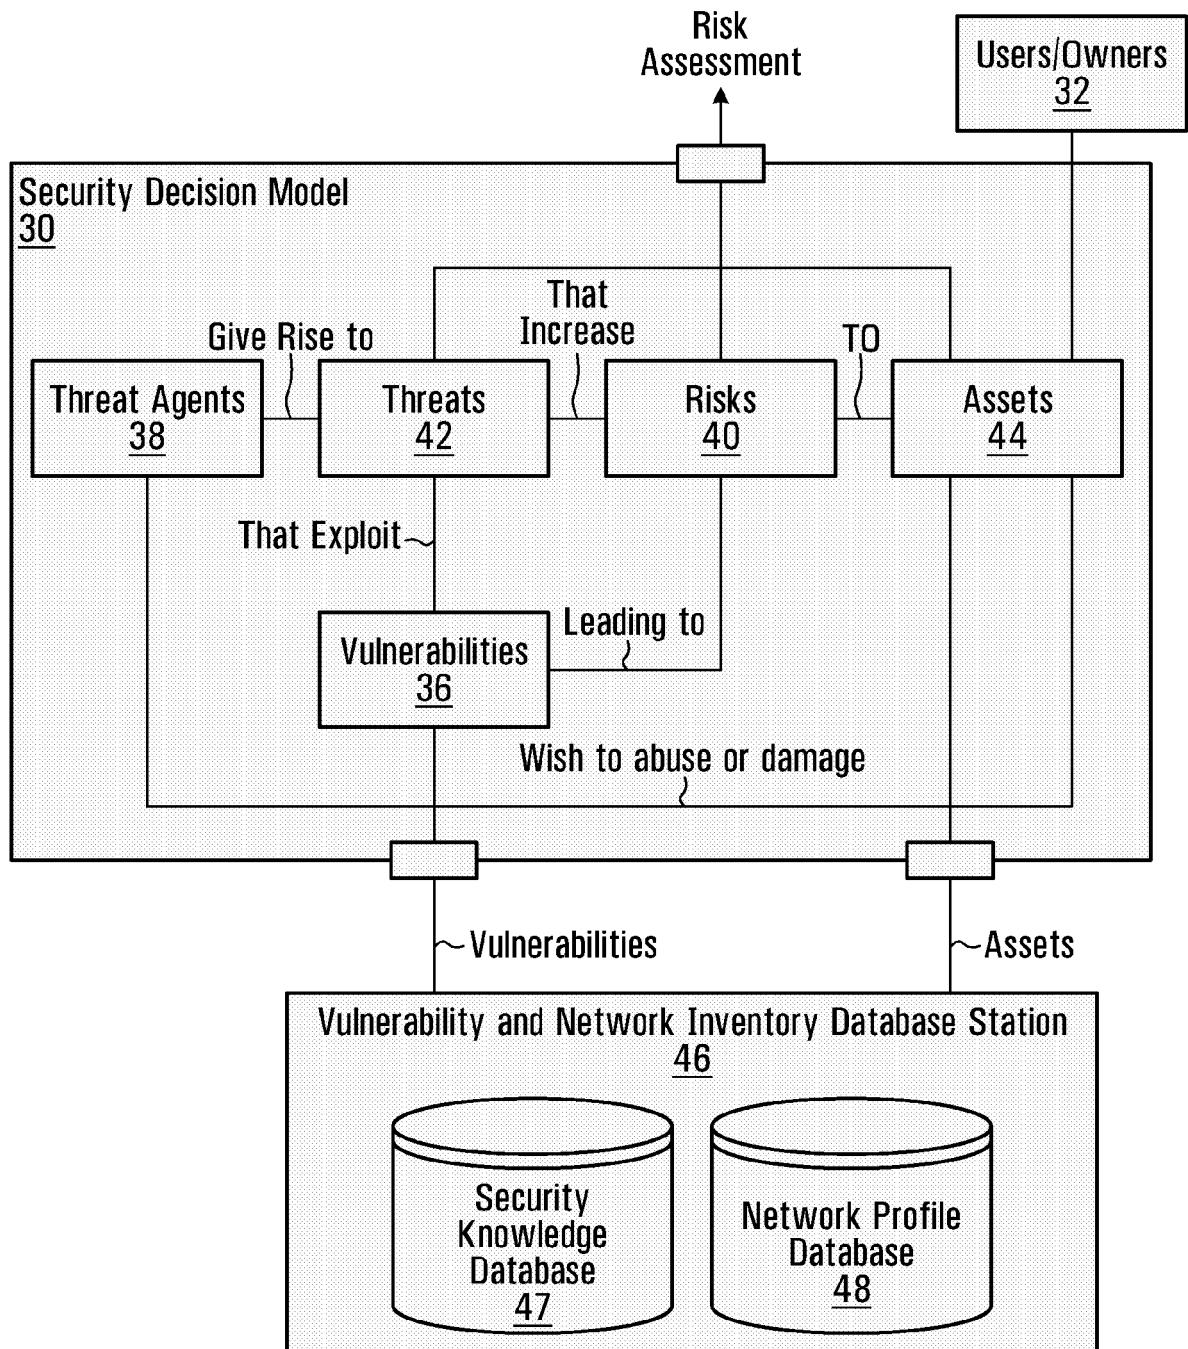 Risk
Assessment
Users/Owners
32
Security Decision Model
30
That
Increase
Give Rise to
TO
Threat Agents
38
Threats
42
Risks
40
Assets
44
That Exploit
Leading to
Vulnerabilities
36
Wish to abuse or damage
Vulnerabilities
Assets
Vulnerability and Network Inventory Database Station
46
Security
Knowledge
Database
47
Network Profile
Database
48